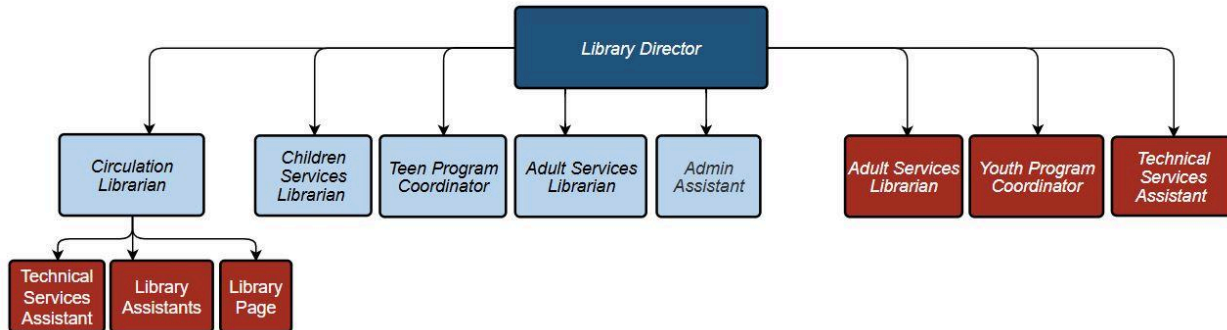 Library Director
Circulation
Librarian
Children
Services
Librarian
Teen Program
Coordinator
Adult Services
Librarian
Admin
Assistant
Adult Services
Librarian
Youth Program
Coordinator
Technical
Services
Assistant
Technical
Services
Assistant
Library
Assistants
Library
Page